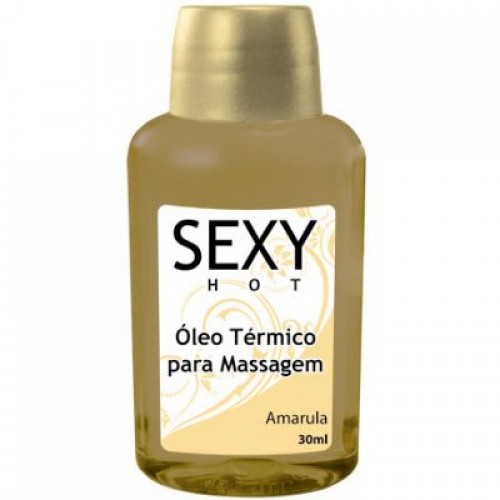 SEXY
HOT
Óleo Térmico
para Massagem
Amarula
30ml